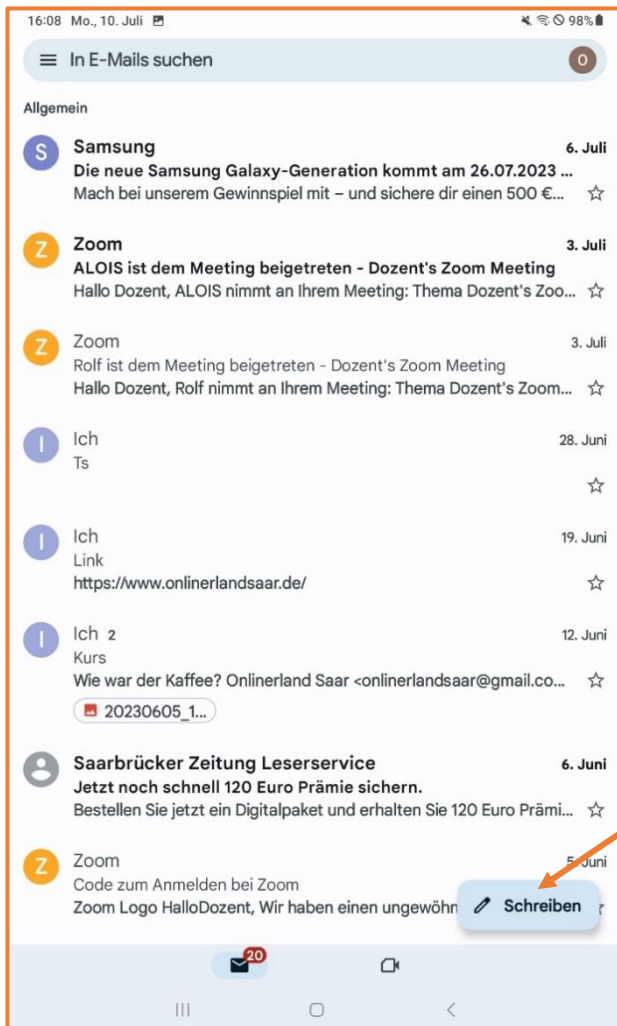 16:08 Mo., 10. Juli 98%
In E-Mails suchen O
Allgemein
S Samsung 6. Juli
Die neue Samsung Galaxy-Generation kommt am 26.07.2023 ...
Mach bei unserem Gewinnspiel mit – und sichere dir einen 500 €...
Z Zoom 3. Juli
ALOIS ist dem Meeting beigetreten - Dozent's Zoom Meeting
Hallo Dozent, ALOIS nimmt an Ihrem Meeting: Thema Dozent's Zoo...
Z Zoom 3. Juli
Rolf ist dem Meeting beigetreten - Dozent's Zoom Meeting
Hallo Dozent, Rolf nimmt an Ihrem Meeting: Thema Dozent's Zoom...
I Ich 28. Juni
Ts
I Ich 19. Juni
Link
https://www.onlinerlandsaar.de/
I Ich 2 12. Juni
Kurs
Wie war der Kaffee? Onlinerland Saar <onlinerlandsaar@gmail.co...
20230605_1...
Saarbrücker Zeitung Leserservice 6. Juni
Jetzt noch schnell 120 Euro Prämie sichern.
Bestellen Sie jetzt ein Digitalpaket und erhalten Sie 120 Euro Prämi...
Z Zoom 5. Juni
Code zum Anmelden bei Zoom
Zoom Logo HalloDozent, Wir haben einen ungewöhn
Schreiben
20